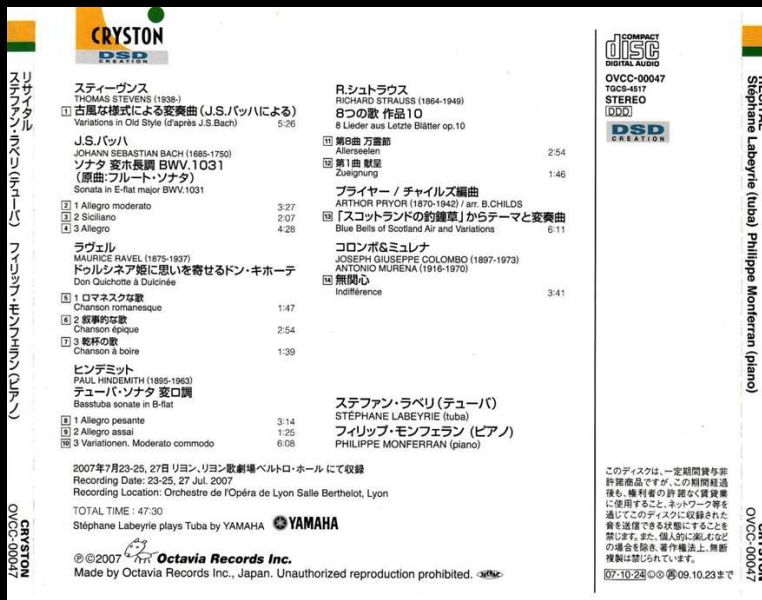 リサイタル
ステファン・ラベリ(テューバ) フィリップ・モンフェラン(ピアノ)
CRYSTON
OVCC-00047
CRYSTON
DSD
CREATION
スティーヴンス
THOMAS STEVENS (1938-)
1 古風な様式による変奏曲(J.S.バッハによる)
Variations in Old Style (d'après J.S.Bach) 5:26
J.S.バッハ
JOHANN SEBASTIAN BACH (1685-1750)
ソナタ 変ホ長調 BWV.1031
(原曲:フルート・ソナタ)
Sonata in E-flat major BWV.1031
2 1 Allegro moderato 3:27
3 2 Siciliano 2:07
4 3 Allegro 4:28
ラヴェル
MAURICE RAVEL (1875-1937)
ドゥルシネア姫に思いを寄せるドン・キホーテ
Don Quichotte à Dulcinée
5 1 ロマネスクな歌
Chanson romanesque 1:47
6 2 叙事的な歌
Chanson épique 2:54
7 3 乾杯の歌
Chanson à boire 1:39
ヒンデミット
PAUL HINDEMITH (1895-1963)
テューバ・ソナタ 変ロ調
Basstuba sonate in B-flat
8 1 Allegro pesante 3:14
9 2 Allegro assai 1:25
10 3 Variationen. Moderato commodo 6:08
R.シュトラウス
RICHARD STRAUSS (1864-1949)
8つの歌 作品10
8 Lieder aus Letzte Blätter op.10
11 第8曲 万霊節
Allerseelen 2:54
12 第1曲 献呈
Zueignung 1:46
プライヤー / チャイルズ編曲
ARTHOR PRYOR (1870-1942) / arr. B.CHILDS
13 「スコットランドの釣鐘草」からテーマと変奏曲
Blue Bells of Scotland Air and Variations 6:11
コロンボ&ミュレナ
JOSEPH GIUSEPPE COLOMBO (1897-1973)
ANTONIO MURENA (1916-1970)
14 無関心
Indifférence 3:41
ステファン・ラベリ(テューバ)
STÉPHANE LABEYRIE (tuba)
フィリップ・モンフェラン (ピアノ)
PHILIPPE MONFERRAN (piano)
2007年7月23-25, 27日 リヨン、リヨン歌劇場ベルトロ・ホール にて収録
Recording Date: 23-25, 27 Jul. 2007
Recording Location: Orchestre de l'Opéra de Lyon Salle Berthelot, Lyon
TOTAL TIME : 47:30
Stéphane Labeyrie plays Tuba by YAMAHA YAMAHA
℗©2007 Octavia Records Inc.
Made by Octavia Records Inc., Japan. Unauthorized reproduction prohibited.
COMPACT
disc
DIGITAL AUDIO
OVCC-00047
TGCS-4517
STEREO
DDD
DSD
CREATION
このディスクは、一定期間貸与非
許諾商品ですが、この期間経過
後も、権利者の許諾なく賃貸業
に使用すること、ネットワーク等を
通じてこのディスクに収録された
音を送信できる状態にすることを
禁じます。また、個人的に楽しむなど
の場合を除き、著作権法上、無断
複製は禁じられています。
07・10・24 09.10.23まで
RECITAL
Stéphane Labeyrie (tuba) Philippe Monferran (piano)
CRYSTON
OVCC-00047